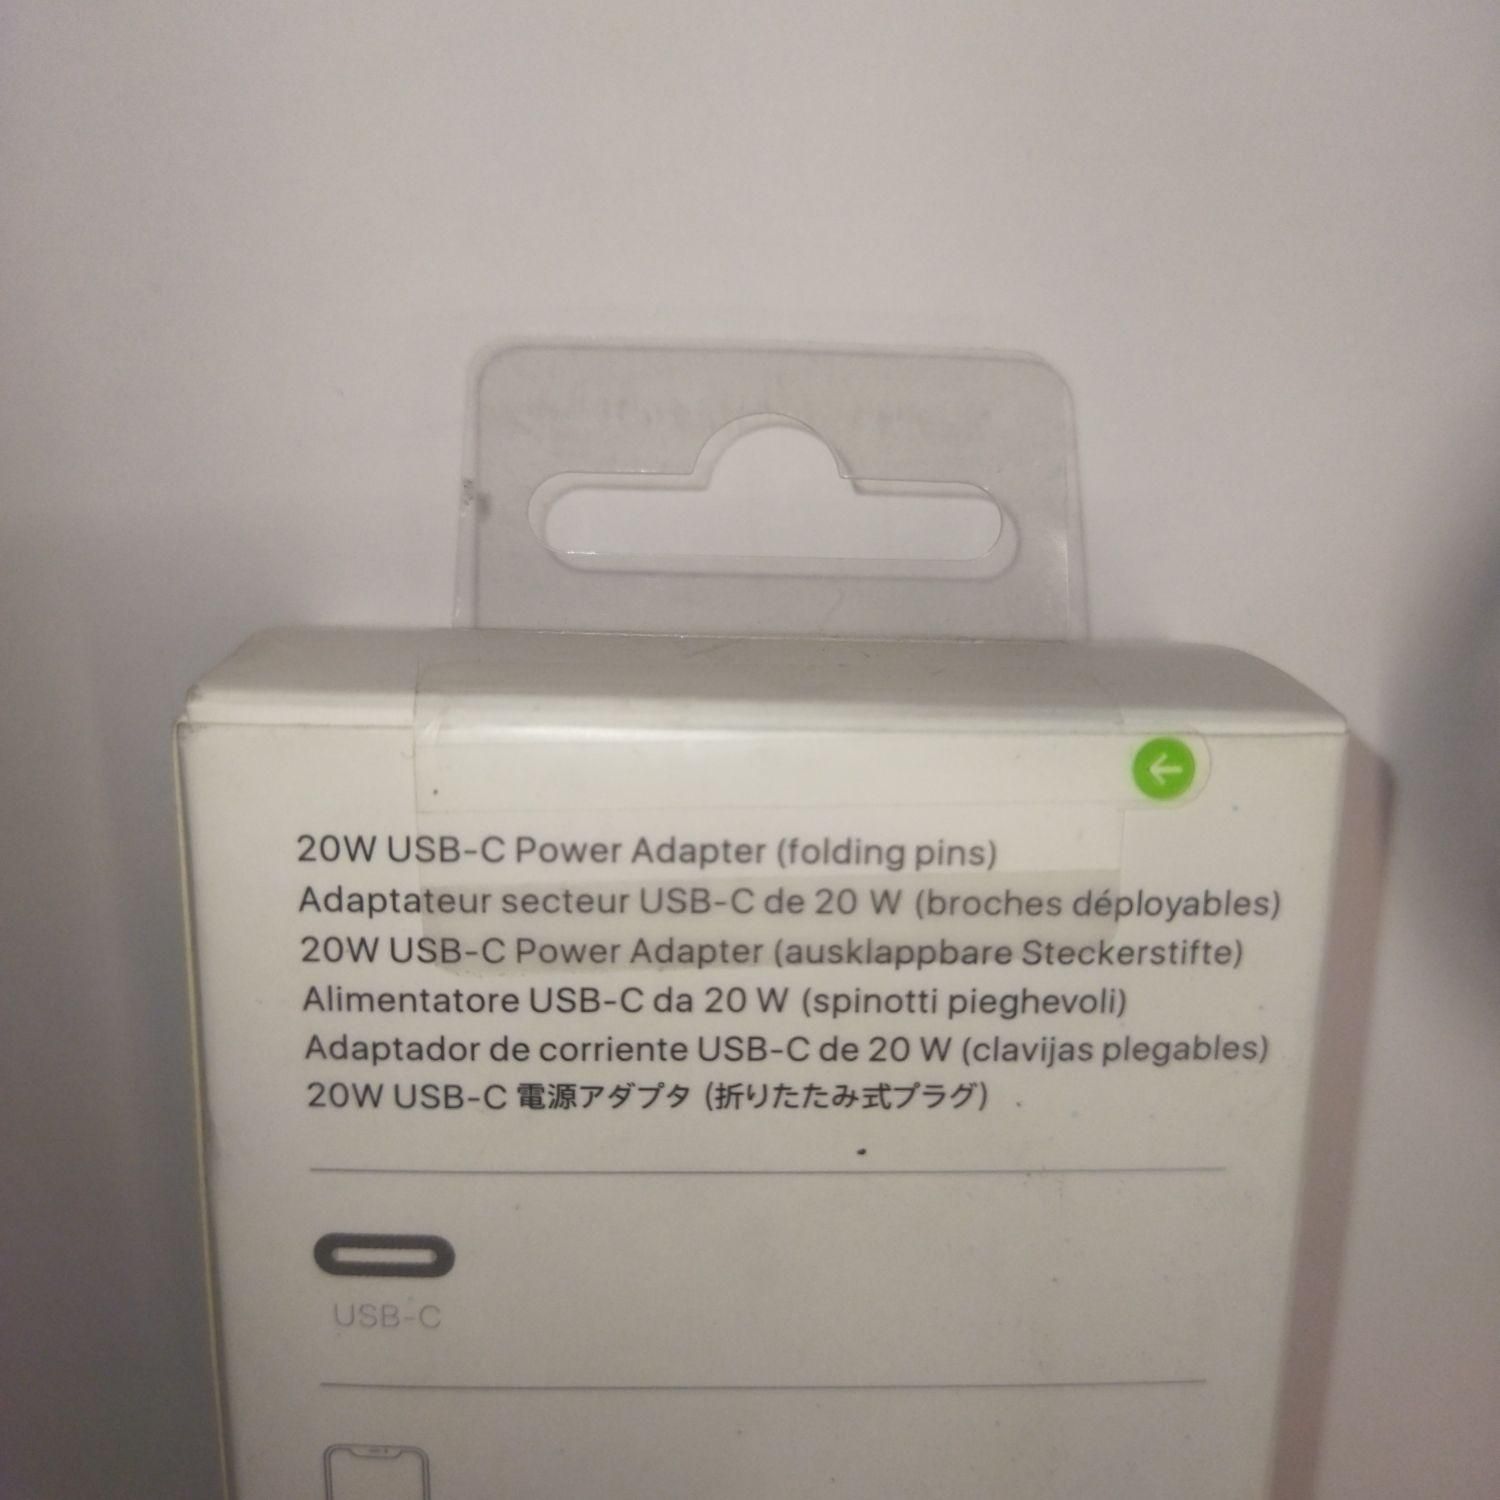 20W USB-C Power Adapter (folding pins)
Adaptateur secteur USB-C de 20 W (broches déployables)
20W USB-C Power Adapter (ausklappbare Steckerstifte)
Alimentatore USB-C da 20 W (spinotti pieghevoli)
Adaptador de corriente USB-C de 20 W (clavijas plegables)
20W USB-C 電源アダプタ (折りたたみ式プラグ)
USB-C